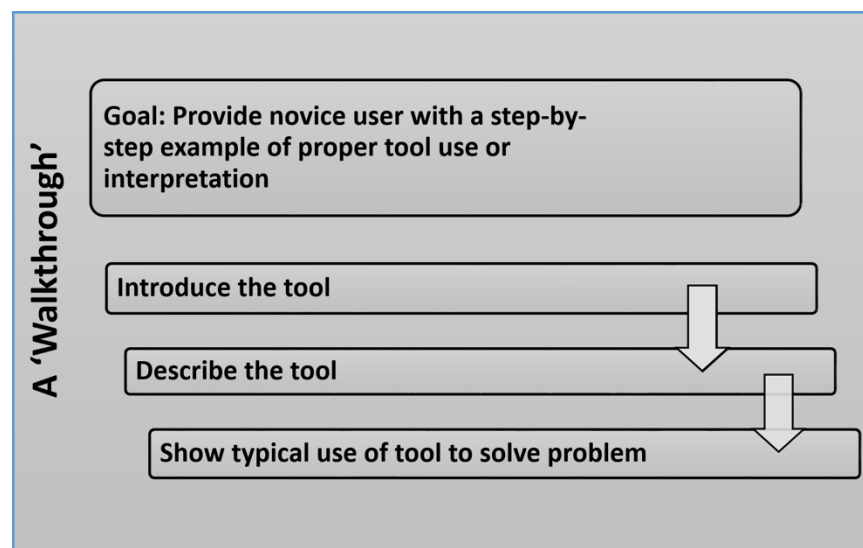 A ‘Walkthrough’
Goal: Provide novice user with a step-by-
step example of proper tool use or
interpretation
Introduce the tool
Describe the tool
Show typical use of tool to solve problem